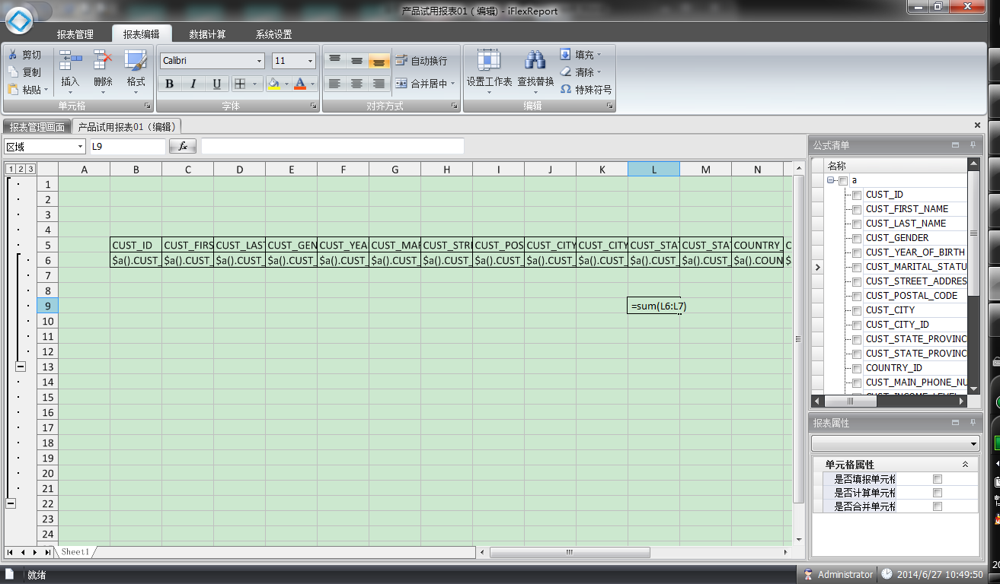 产品试用报表01 ( 编辑) - iFlexReport
报表管理 报表编辑 数据计算 系统设置
剪切 复制 粘贴 插入 删除 格式 单元格
Calibri 11 B I U A 字体
自动换行 合并居中 对齐方式
设置工作表 查找替换 填充 清除 特殊符号 编辑
报表管理画面 产品试用报表01（编辑）
区域 L9 fx
1 2 3 A B C D E F G H I J K L M N
1
2
3
4
5 CUST_ID CUST_FIRS CUST_LAST CUST_GEN CUST_YEA CUST_MAR CUST_STRE CUST_POS CUST_CITY CUST_CITY CUST_STAT CUST_STAT COUNTRY_ C
6 $a().CUST_ $a().CUST_ $a().CUST_ $a().CUST_ $a().CUST_ $a().CUST_ $a().CUST_ $a().CUST_ $a().CUST_ $a().CUST_ $a().CUST_ $a().CUST_ $a().COUN $
7
8
9 =sum(L6:L7)
10
11
12
13
14
15
16
17
18
19
20
21
22
23
24
Sheet1
公式清单
名称
a
CUST_ID
CUST_FIRST_NAME
CUST_LAST_NAME
CUST_GENDER
CUST_YEAR_OF_BIRTH
CUST_MARITAL_STATU
CUST_STREET_ADDRES
CUST_POSTAL_CODE
CUST_CITY
CUST_CITY_ID
CUST_STATE_PROVINC
CUST_STATE_PROVINC
COUNTRY_ID
CUST_MAIN_PHONE_NU
CUST_INCOME_LEVEL
报表属性
单元格属性
是否填报单元格
是否计算单元格
是否合并单元格
就绪 Administrator 2014/6/27 10:49:50
20